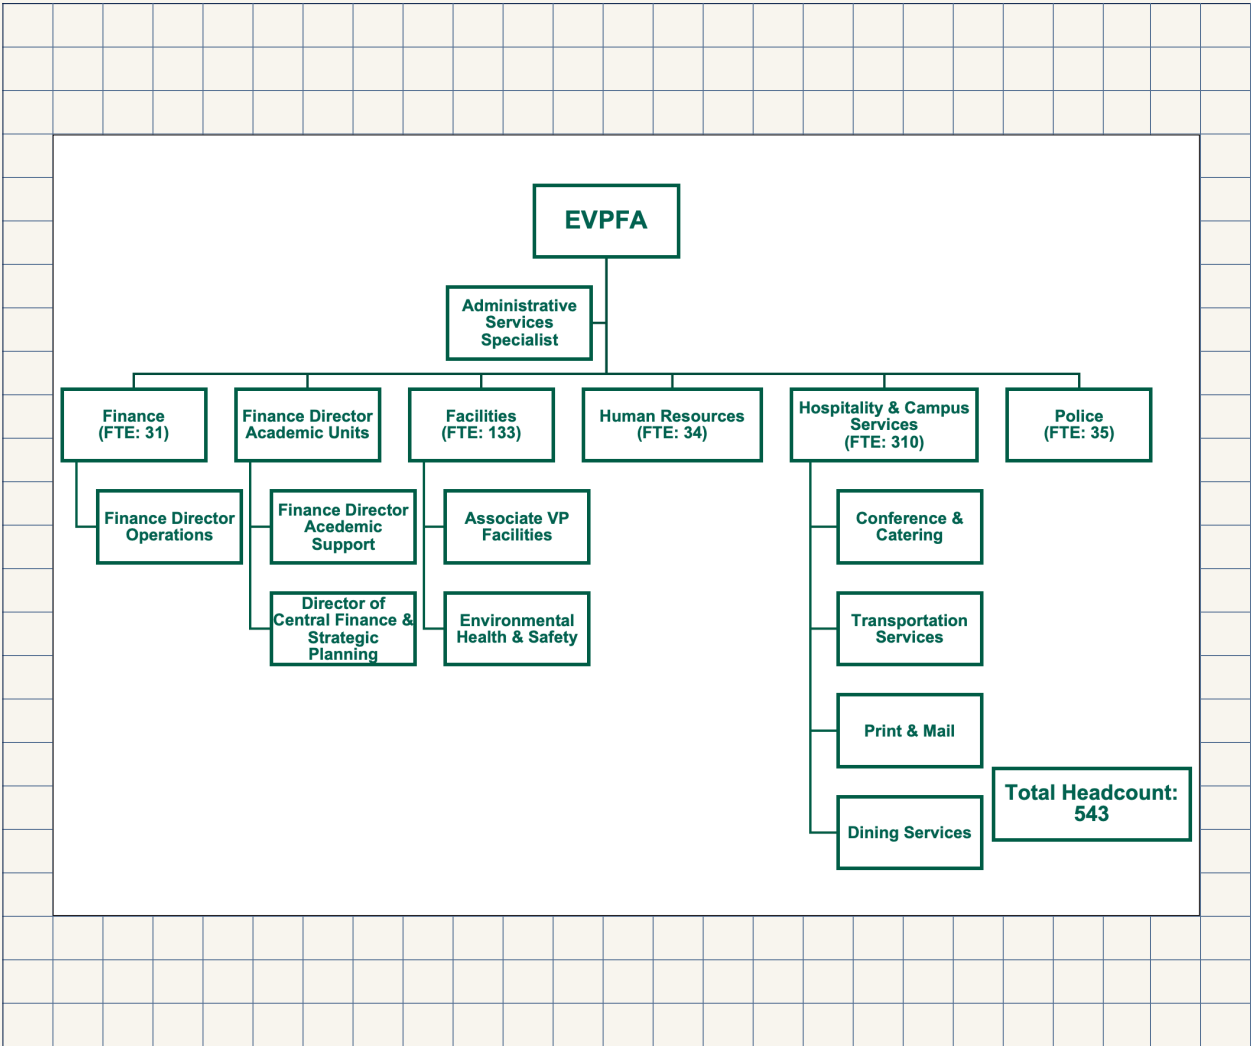 EVPFA
Administrative
Services
Specialist
Finance
(FTE: 31)
Finance Director
Academic Units
Facilities
(FTE: 133)
Human Resources
(FTE: 34)
Hospitality & Campus
Services
(FTE: 310)
Police
(FTE: 35)
Finance Director
Operations
Finance Director
Acedemic
Support
Associate VP
Facilities
Conference &
Catering
Director of
Central Finance &
Strategic
Planning
Environmental
Health & Safety
Transportation
Services
Print & Mail
Total Headcount:
543
Dining Services